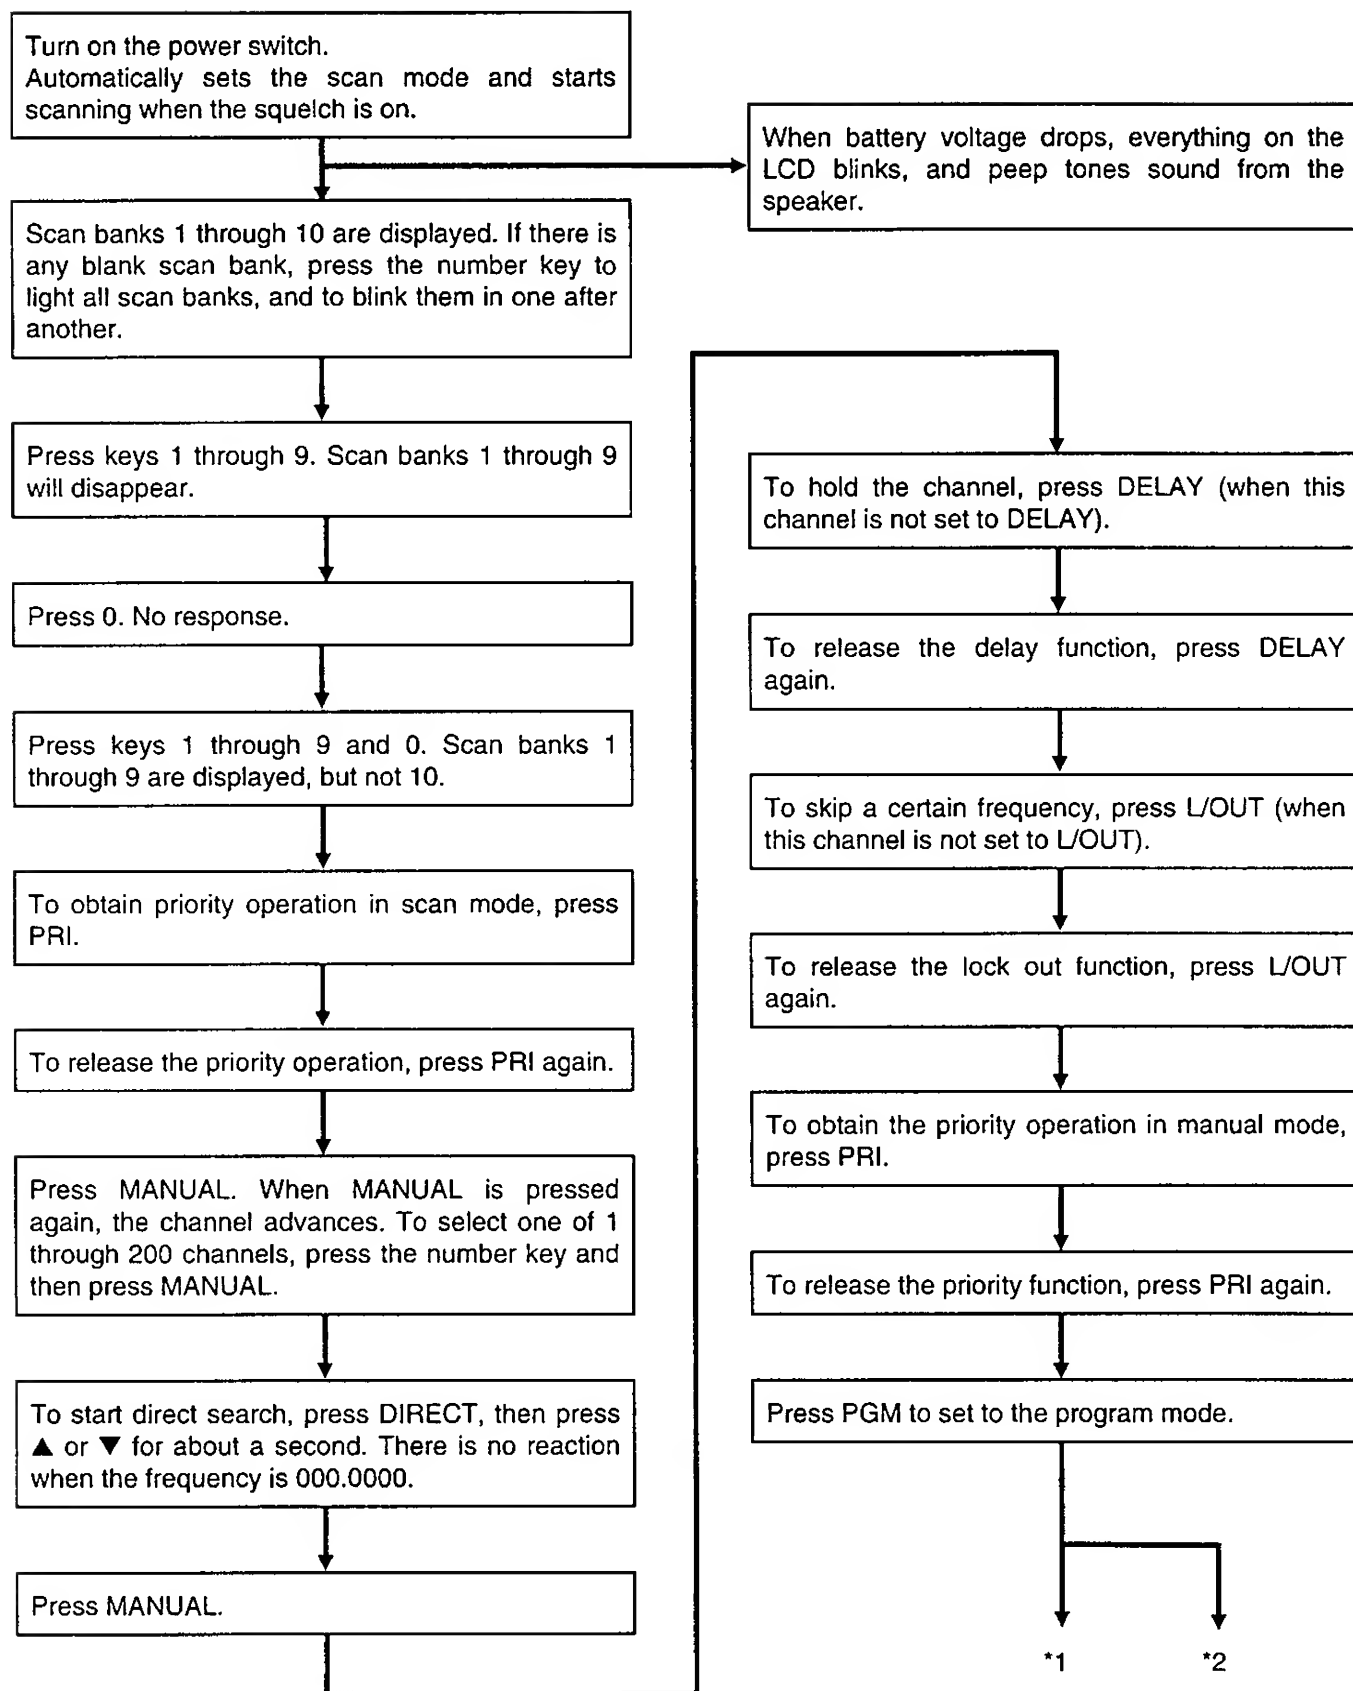 Turn on the power switch.
Automatically sets the scan mode and starts
scanning when the squelch is on.
When battery voltage drops, everything on the
LCD blinks, and peep tones sound from the
speaker.
Scan banks 1 through 10 are displayed. If there is
any blank scan bank, press the number key to
light all scan banks, and to blink them in one after
another.
Press keys 1 through 9. Scan banks 1 through 9
will disappear.
Press 0. No response.
Press keys 1 through 9 and 0. Scan banks 1
through 9 are displayed, but not 10.
To obtain priority operation in scan mode, press
PRI.
To release the priority operation, press PRI again.
Press MANUAL. When MANUAL is pressed
again, the channel advances. To select one of 1
through 200 channels, press the number key and
then press MANUAL.
To start direct search, press DIRECT, then press
▲ or ▼ for about a second. There is no reaction
when the frequency is 000.0000.
Press MANUAL.
To hold the channel, press DELAY (when this
channel is not set to DELAY).
To release the delay function, press DELAY
again.
To skip a certain frequency, press L/OUT (when
this channel is not set to L/OUT).
To release the lock out function, press L/OUT
again.
To obtain the priority operation in manual mode,
press PRI.
To release the priority function, press PRI again.
Press PGM to set to the program mode.
*1 *2